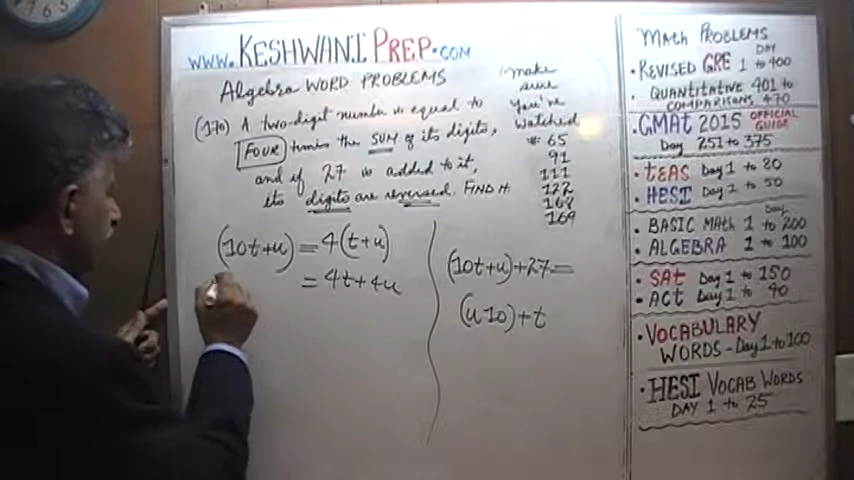 www.KESHWANI PREP.COM
Algebra WORD PROBLEMS
(170) A two-digit number is equal to
FOUR times the SUM of its digits,
and if 27 is added to it,
its digits are reversed. FIND #
make
sure
you've
watched
# 65
91
111
122
168
169
(10t+u) = 4(t+u)
= 4t+4u
(10t+u)+27=
(u10)+t
MATH PROBLEMS
• REVISED GRE DAY 1 to 400
• QUANTITATIVE 401 to
COMPARISONS 470
• GMAT 2015 OFFICIAL
GUIDE
Day 251 to 375
• TEAS Day 1 to 80
• HESI Day 1 to 50
• BASIC MATH Day 1 to 200
• ALGEBRA 1 to 100
• SAT Day 1 to 150
• ACT Day 1 to 90
• VOCABULARY
WORDS - Day 1 to 100
• HESI VOCAB WORDS
DAY 1 to 25